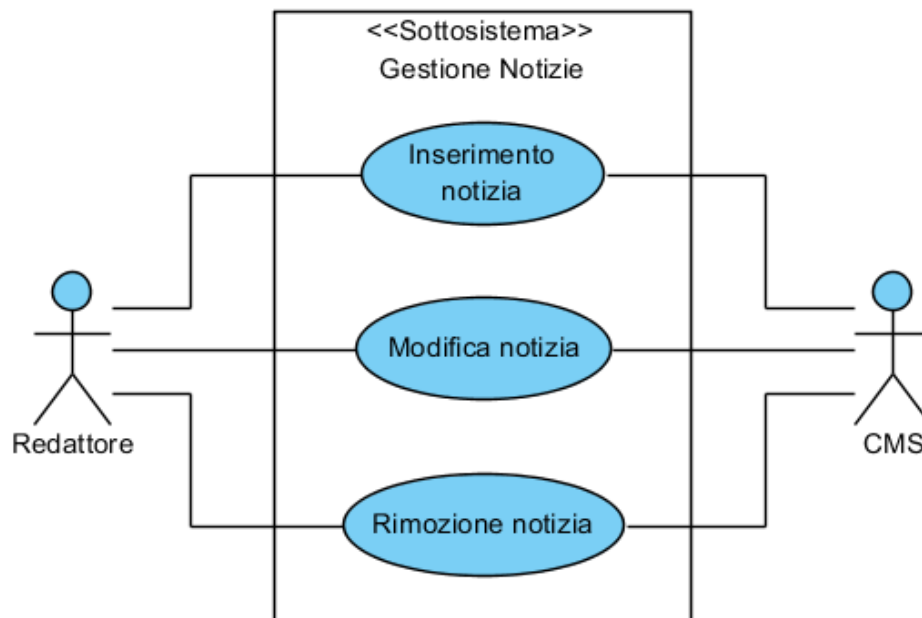 <<Sottosistema>>
Gestione Notizie
Inserimento
notizia
Modifica notizia
Redattore
CMS
Rimozione notizia